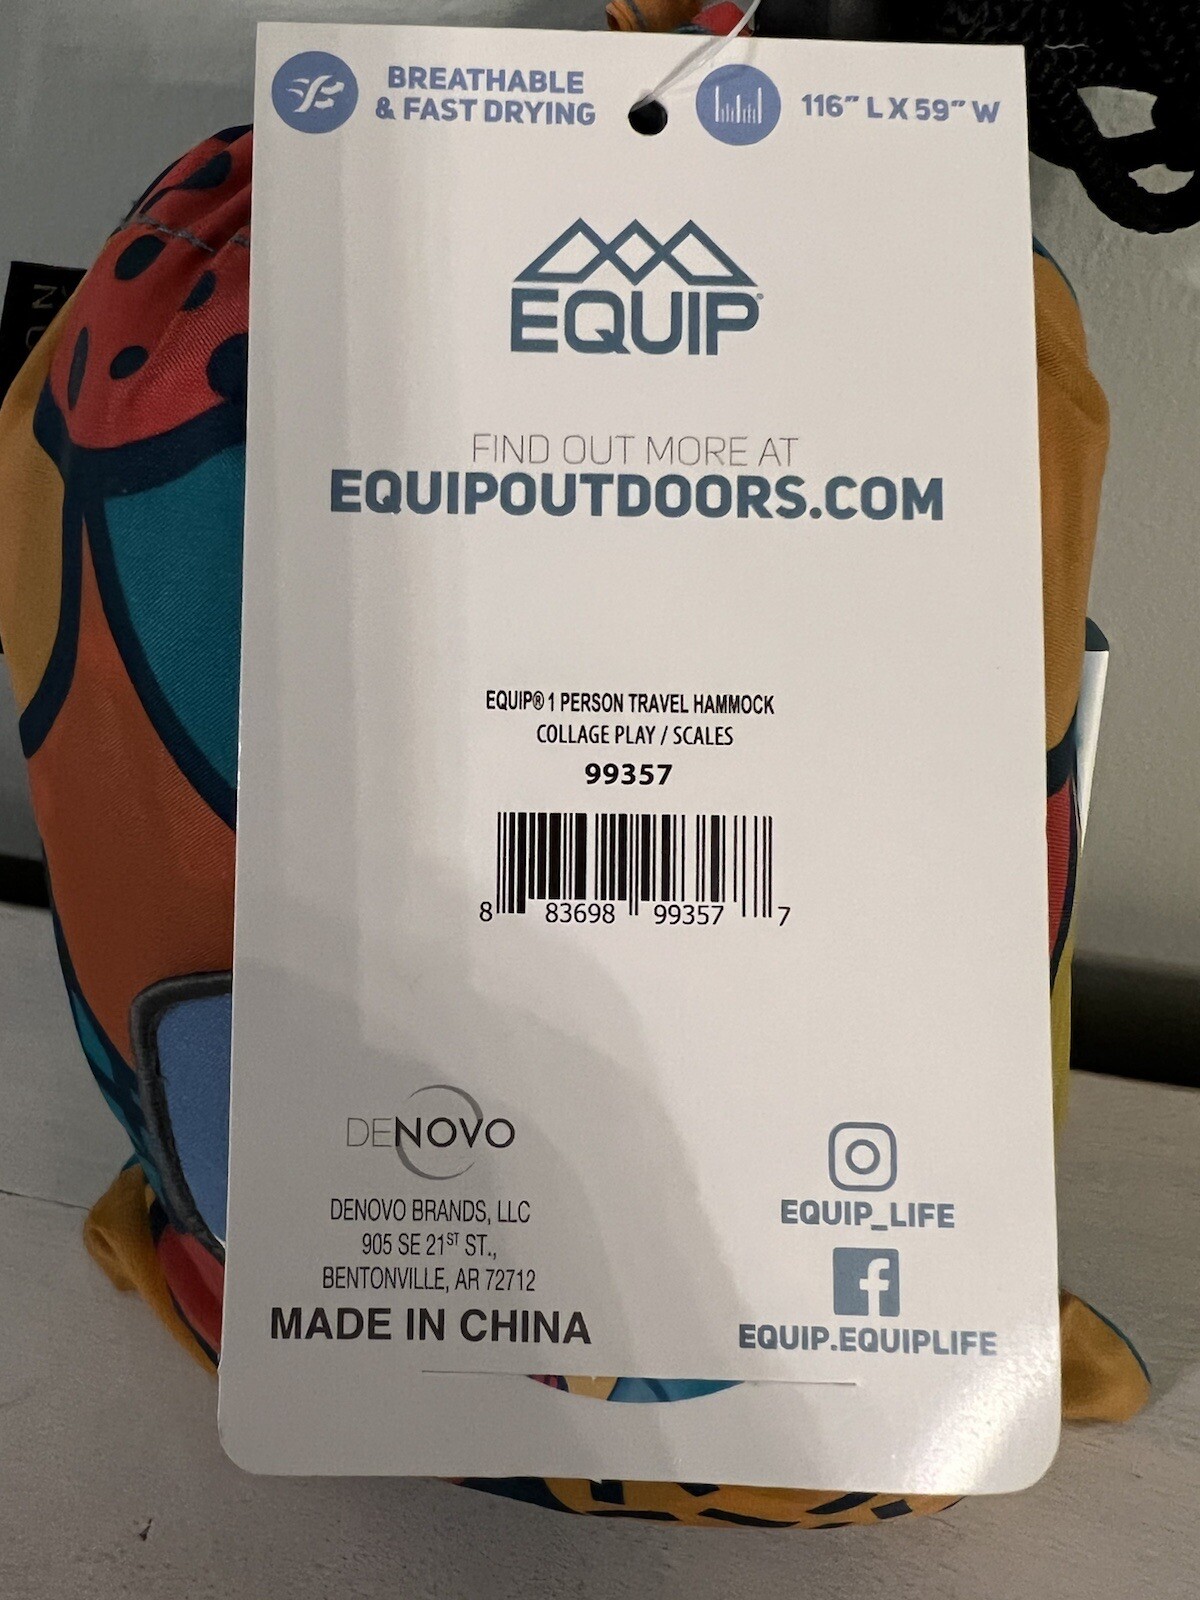 BREATHABLE
& FAST DRYING
116" L X 59" W
EQUIP®
FIND OUT MORE AT
EQUIPOUTDOORS.COM
EQUIP® 1 PERSON TRAVEL HAMMOCK
COLLAGE PLAY / SCALES
99357
8 83698 99357 7
DENOVO
DENOVO BRANDS, LLC
905 SE 21ST ST.,
BENTONVILLE, AR 72712
MADE IN CHINA
EQUIP_LIFE
EQUIP.EQUIPLIFE